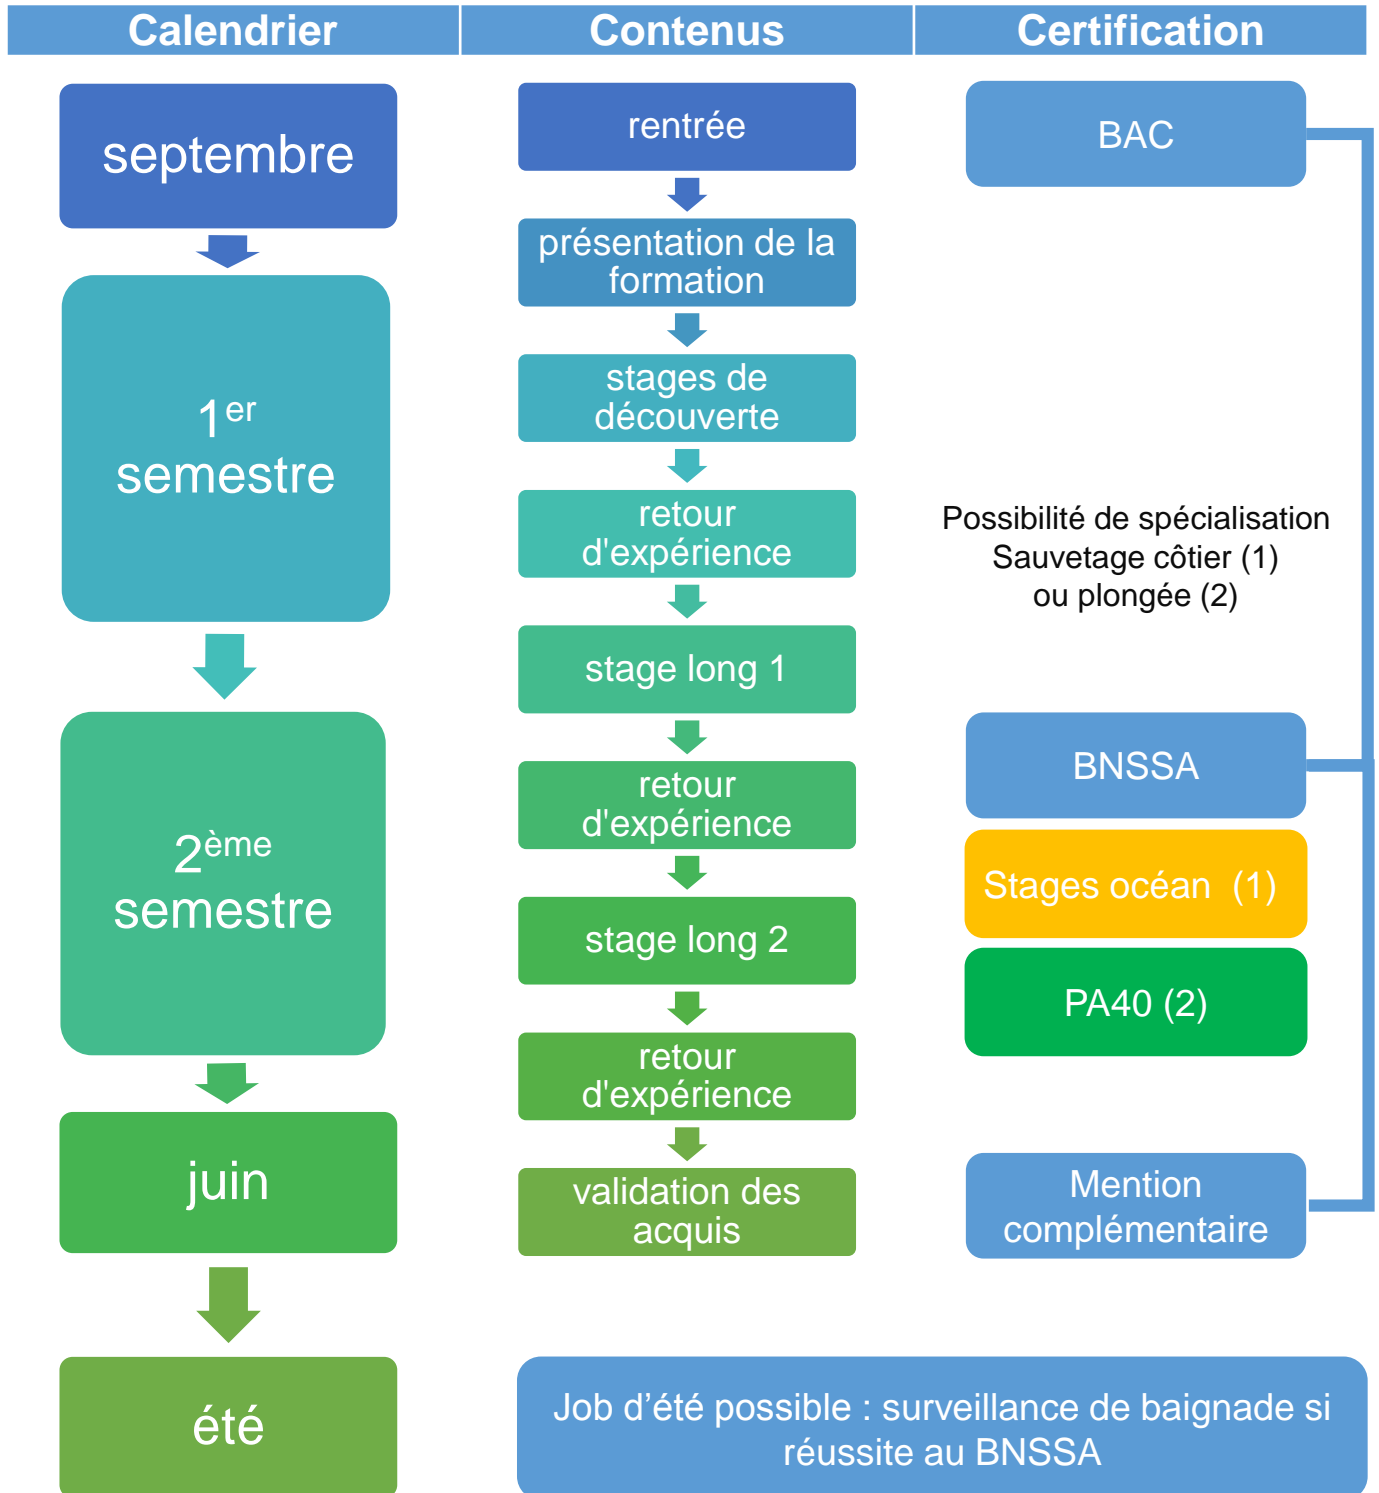 Calendrier
Contenus
Certification
septembre
1er
semestre
2ème
semestre
juin
été
rentrée
présentation de la
formation
stages de
découverte
retour
d'expérience
stage long 1
retour
d'expérience
stage long 2
retour
d'expérience
validation des
acquis
BAC
Possibilité de spécialisation
Sauvetage côtier (1)
ou plongée (2)
BNSSA
Stages océan (1)
PA40 (2)
Mention
complémentaire
Job d’été possible : surveillance de baignade si
réussite au BNSSA